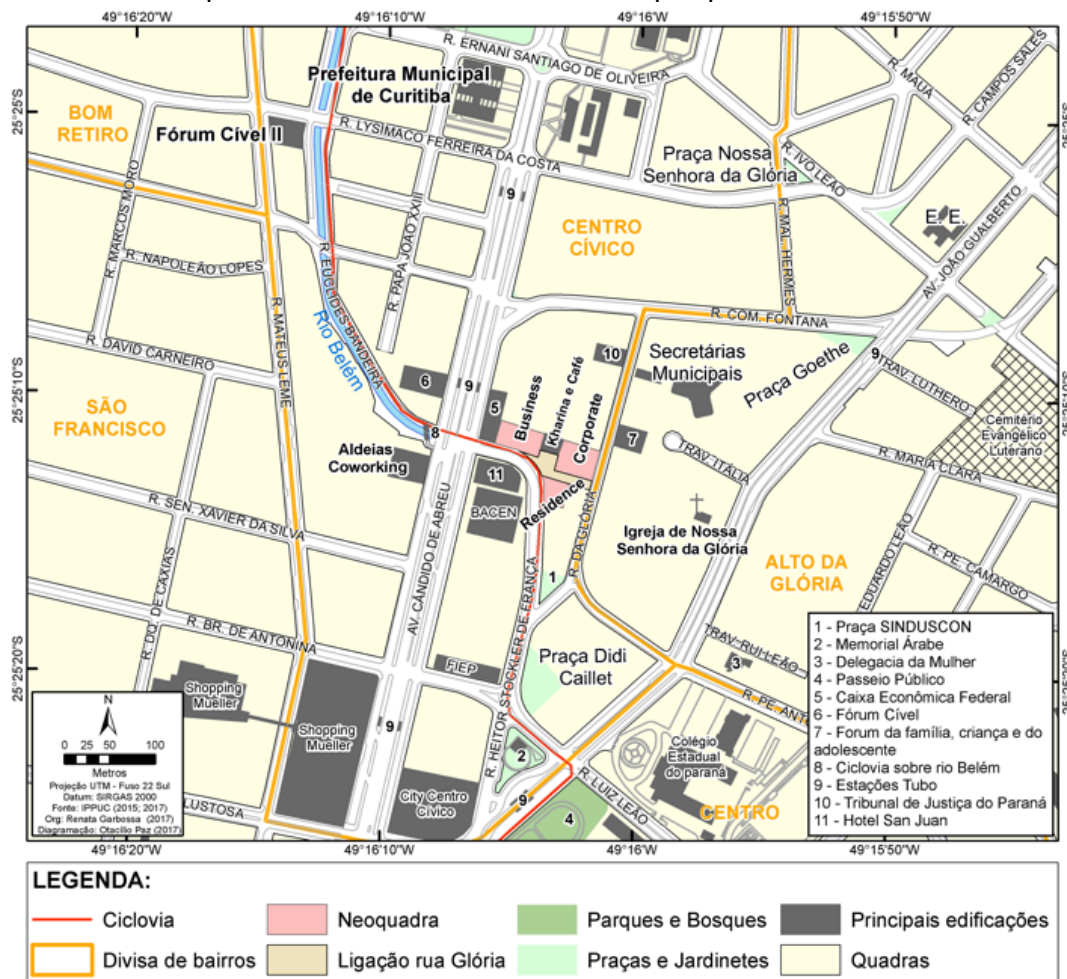 49°16'20"W
49°16'10"W
49°16'W
49°15'50"W
R. ERNANI SANTIAGO DE OLIVEIRA
Prefeitura Municipal
de Curitiba
R. MAUA
R. CAMPOS SALES
25°25'S
BOM
RETIRO
Fórum Cível II
R. LYSIMACO FERREIRA DA COSTA
Praça Nossa
Senhora da Glória
R. IVO LEÃO
R. MARCOS MORO
R. PAPA JOÃO XXIII
9
CENTRO
CÍVICO
R. MAL. HERMES
E. E.
AV. JOÃO GUALBERTO
R. NAPOLEÃO LOPES
R. EUCLIDES BANDEIRA
Rio Belém
R. MATEUS LEME
R. COM. FONTANA
R. DAVID CARNEIRO
10
Secretárias
Municipais
Praça Goethe
9
TRAV. LUTHERO
25°25'10"S
25°25'10"S
6
9
5
Business
Kharina e Café
Corporate
7
SÃO
FRANCISCO
8
Aldeias
Coworking
11
BACEN
Residence
TRAV. ITÁLIA
Cemitério
Evangélico
Luterano
R. MARIA CLARA
R. SEN. XAVIER DA SILVA
AV. CÂNDIDO DE ABREU
R. DA GLÓRIA
Igreja de Nossa
Senhora da Glória
ALTO DA
GLÓRIA
EDUARDO LEÃO
R. PE. CAMARGO
R. DQ. DE CAXIAS
R. BR. DE ANTONINA
R. HEITOR STOCKLER DE FRANÇA
1
25°25'20"S
25°25'20"S
FIEP
Praça Didi
Caillet
TRAV. RUI LEÃO
3
R. PE. ANTÔ
Shopping
Mueller
Shopping
Mueller
9
2
City Centro
Cívico
9
Colégio
Estadual
do paraná
R. LUIZ LEÃO
4
CENTRO
1 - Praça SINDUSCON
2 - Memorial Árabe
3 - Delegacia da Mulher
4 - Passeio Público
5 - Caixa Econômica Federal
6 - Fórum Cível
7 - Forum da família, criança e do
adolescente
8 - Ciclovia sobre rio Belém
9 - Estações Tubo
10 - Tribunal de Justiça do Paraná
11 - Hotel San Juan
N
0 25 50 100
Metros
Projeção UTM - Fuso 22 Sul
Datum: SIRGAS 2000
Fonte: IPPUC (2015; 2017)
Org: Renata Garbossa (2017)
Diagramação: Otacílio Paz (2017)
LUSTOSA
49°16'20"W
49°16'10"W
49°16'W
49°15'50"W
LEGENDA:
Ciclovia
Neoquadra
Parques e Bosques
Principais edificações
Divisa de bairros
Ligação rua Glória
Praças e Jardinetes
Quadras